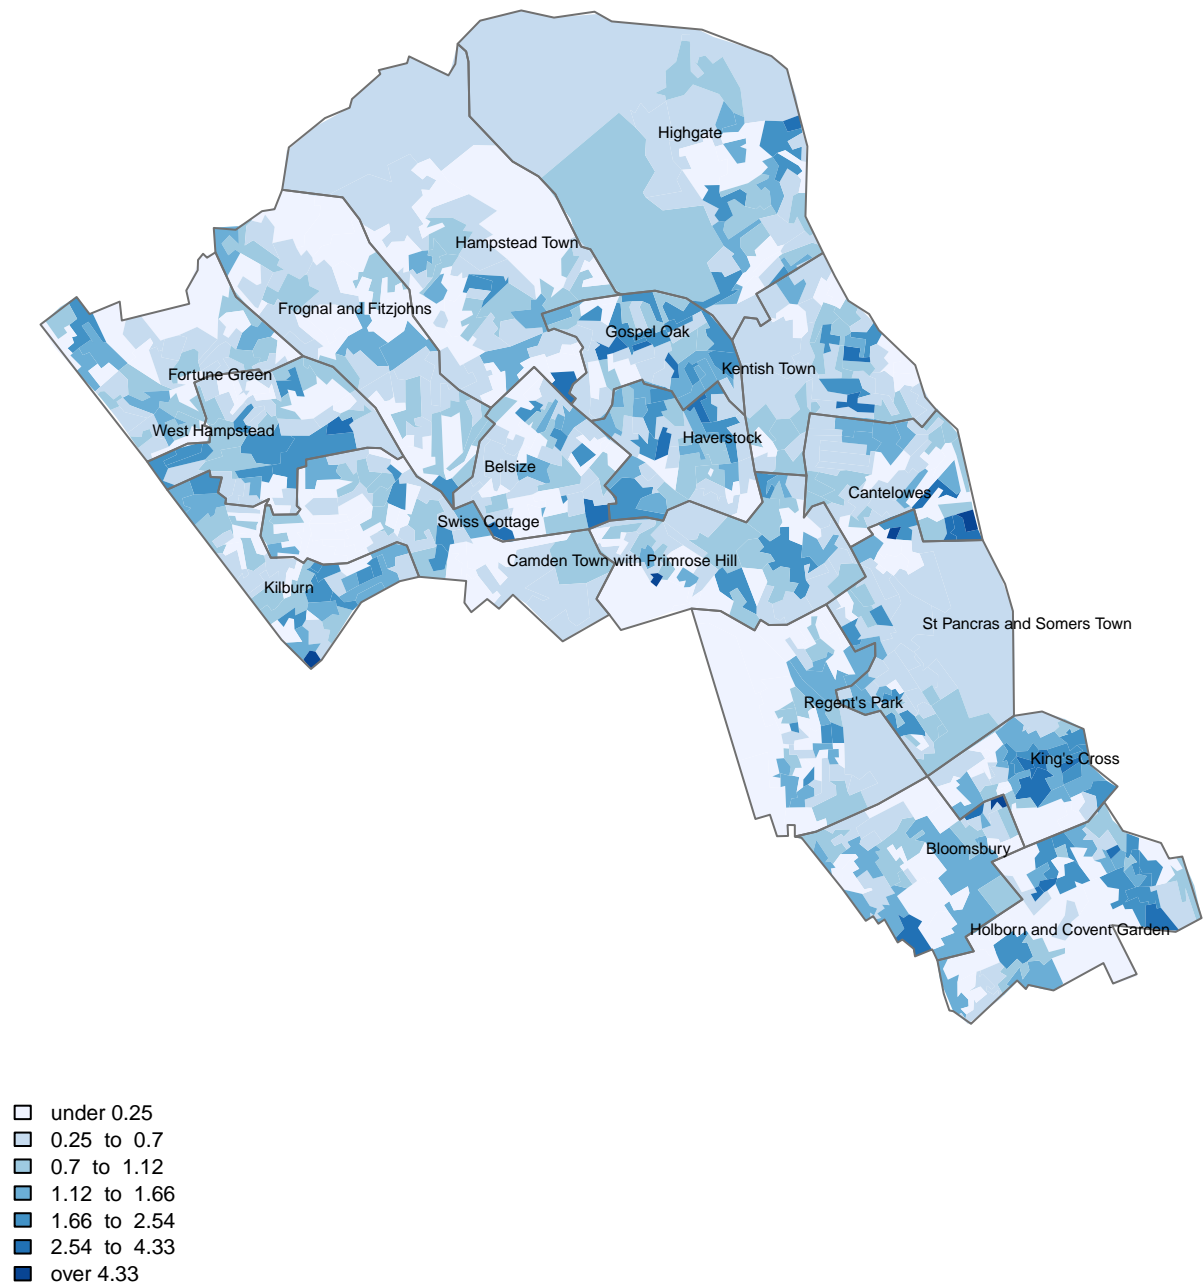 Highgate
Hampstead Town
Frognal and Fitzjohns
Gospel Oak
Kentish Town
Fortune Green
West Hampstead
Haverstock
Belsize
Cantelowes
Swiss Cottage
Camden Town with Primrose Hill
Kilburn
St Pancras and Somers Town
Regent's Park
King's Cross
Bloomsbury
Holborn and Covent Garden
under 0.25
0.25 to 0.7
0.7 to 1.12
1.12 to 1.66
1.66 to 2.54
2.54 to 4.33
over 4.33